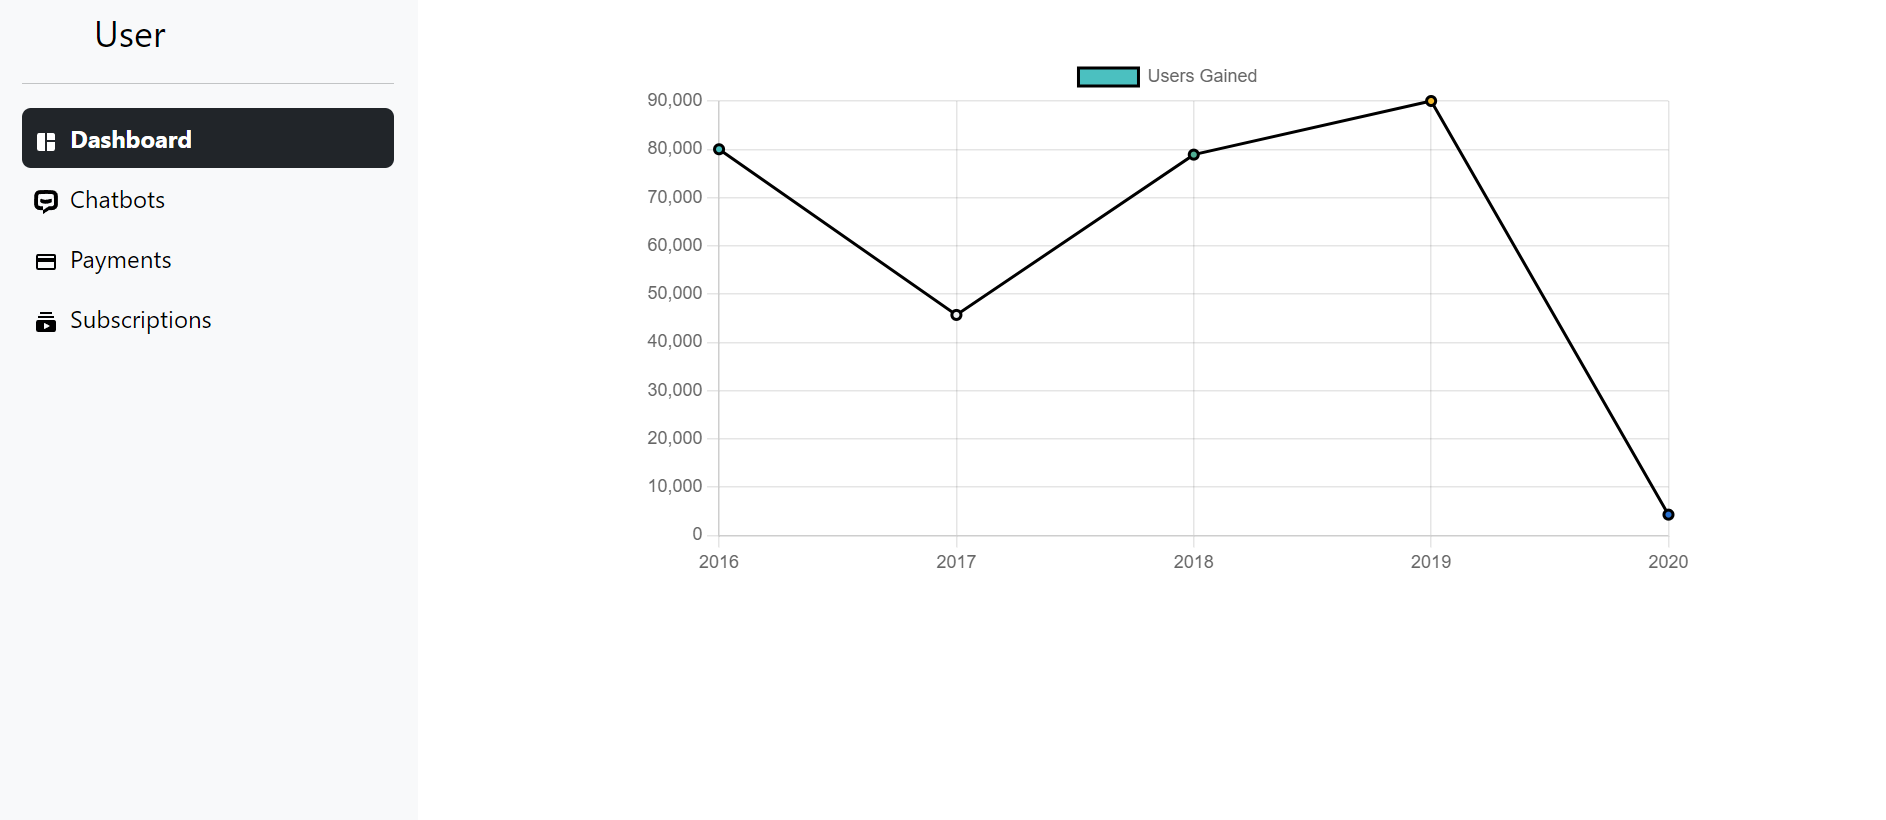 User
Dashboard
Chatbots
Payments
Subscriptions
Users Gained
90,000
80,000
70,000
60,000
50,000
40,000
30,000
20,000
10,000
0
2016 2017 2018 2019 2020